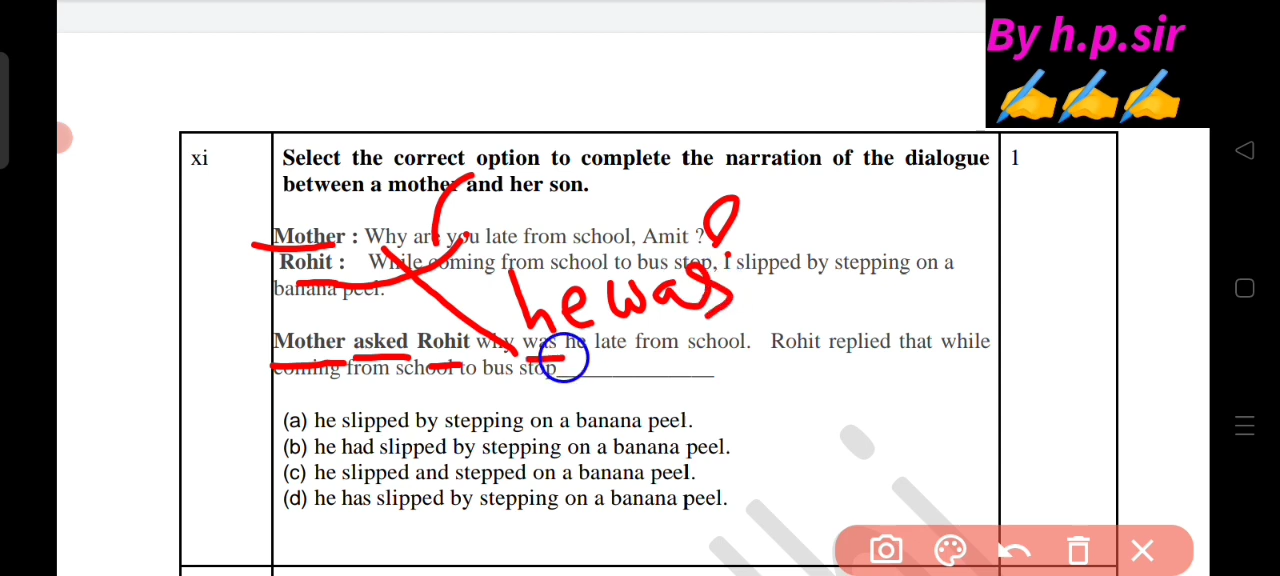 By h.p.sir
xi
Select the correct option to complete the narration of the dialogue
between a mother and her son.
1
Mother : Why are you late from school, Amit ?
Rohit : While coming from school to bus stop, I slipped by stepping on a
banana peel.
he was
Mother asked Rohit why was he late from school. Rohit replied that while
coming from school to bus stop_______________
(a) he slipped by stepping on a banana peel.
(b) he had slipped by stepping on a banana peel.
(c) he slipped and stepped on a banana peel.
(d) he has slipped by stepping on a banana peel.